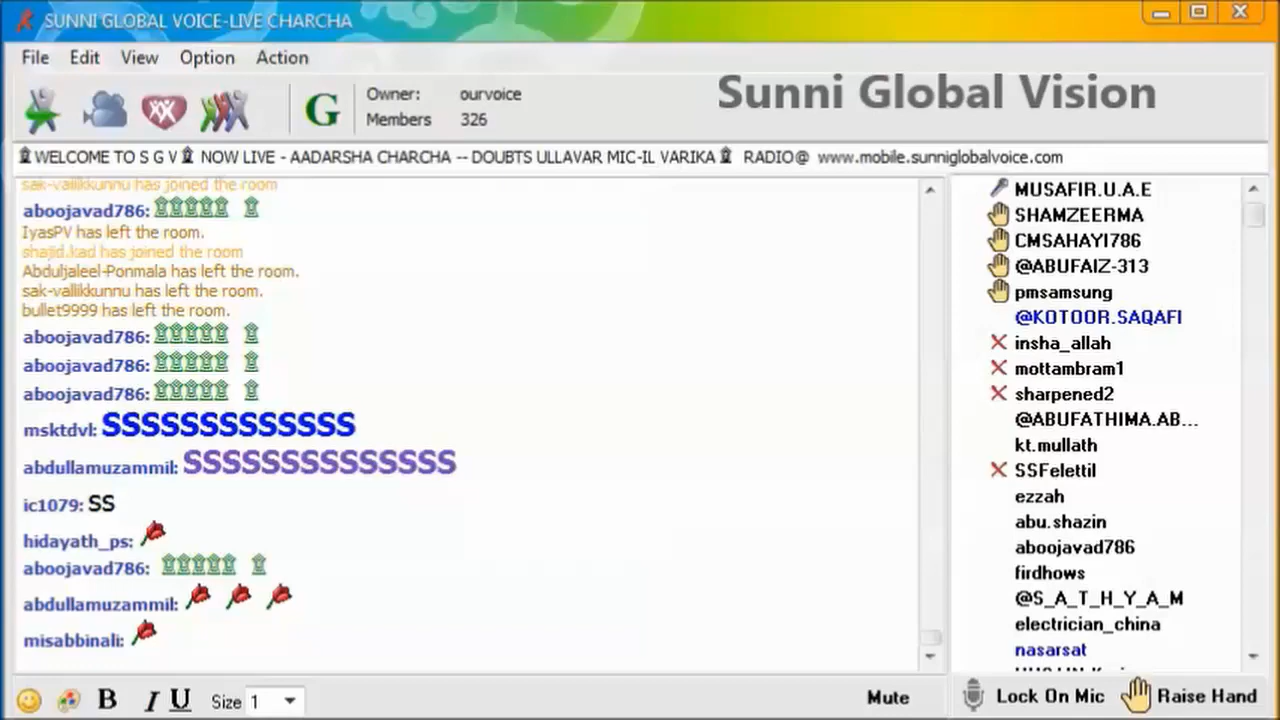 SUNNI GLOBAL VOICE-LIVE CHARCHA
File Edit View Option Action
G
Owner: ourvoice
Members 326
Sunni Global Vision
WELCOME TO S G V NOW LIVE - AADARSHA CHARCHA -- DOUBTS ULLAVAR MIC-IL VARIKA RADIO@ www.mobile.sunniglobalvoice.com
sak-vallikkunnu has joined the room
aboojavad786:
IyasPV has left the room.
shajid.kad has joined the room
Abduljaleel-Ponmala has left the room.
sak-vallikkunnu has left the room.
bullet9999 has left the room.
aboojavad786:
aboojavad786:
aboojavad786:
msktdvl: SSSSSSSSSSSSS
abdullamuzammil: SSSSSSSSSSSSSS
ic1079: SS
hidayath_ps:
aboojavad786:
abdullamuzammil:
misabbinali:
MUSAFIR.U.A.E
SHAMZEERMA
CMSAHAYI786
@ABUFAIZ-313
pmsamsung
@KOTOOR.SAQAFI
insha_allah
mottambram1
sharpened2
@ABUFATHIMA.AB...
kt.mullath
SSFelettil
ezzah
abu.shazin
aboojavad786
firdhows
@S_A_T_H_Y_A_M
electrician_china
nasarsat
B I U Size 1
Mute
Lock On Mic
Raise Hand